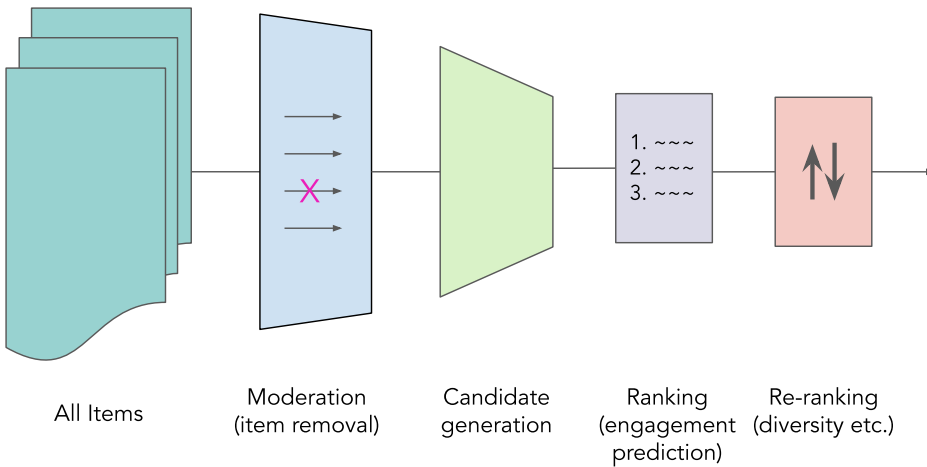 1. ~~~
2. ~~~
3. ~~~
X
All Items
Moderation
(item removal)
Candidate
generation
Ranking
(engagement
prediction)
Re-ranking
(diversity etc.)